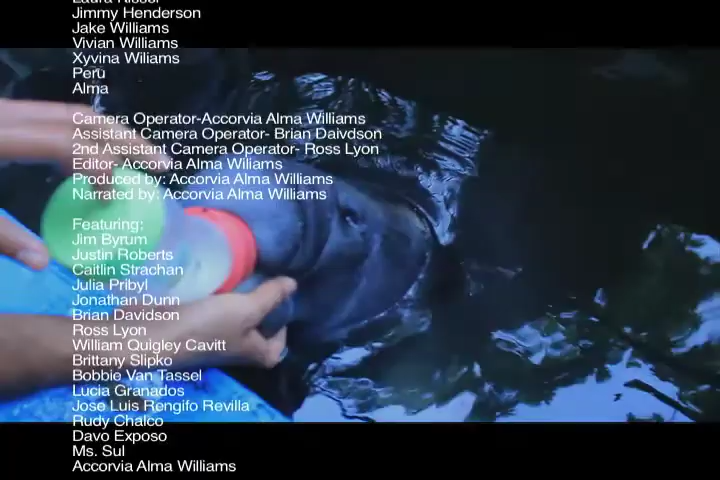 Laura Rissel
Jimmy Henderson
Jake Williams
Vivian Williams
Xyvina Wiliams
Peru
Alma
Camera Operator-Accorvia Alma Williams
Assistant Camera Operator- Brian Daivdson
2nd Assistant Camera Operator- Ross Lyon
Editor- Accorvia Alma Wiliams
Produced by: Accorvia Alma Williams
Narrated by: Accorvia Alma Williams
Featuring:
Jim Byrum
Justin Roberts
Caitlin Strachan
Julia Pribyl
Jonathan Dunn
Brian Davidson
Ross Lyon
William Quigley Cavitt
Brittany Slipko
Bobbie Van Tassel
Lucia Granados
Jose Luis Rengifo Revilla
Rudy Chalco
Davo Exposo
Ms. Sul
Accorvia Alma Williams